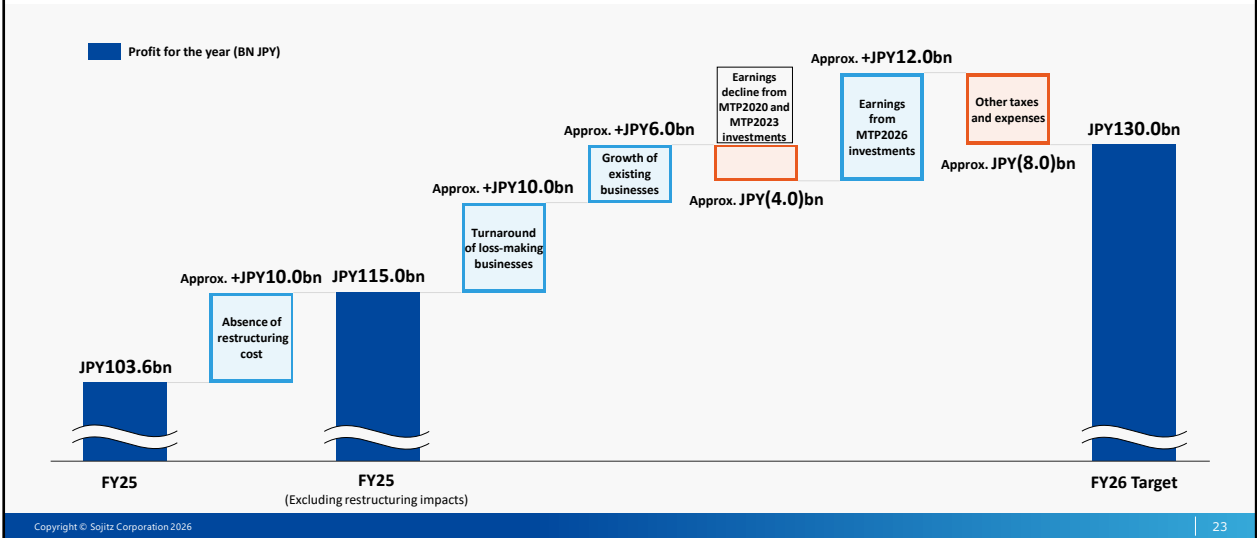 Profit for the year (BN JPY)
JPY103.6bn
Approx. +JPY10.0bn
Absence of
restructuring
cost
JPY115.0bn
Approx. +JPY10.0bn
Turnaround
of loss-making
businesses
Approx. +JPY6.0bn
Growth of
existing
businesses
Earnings
decline from
MTP2020 and
MTP2023
investments
Approx. JPY(4.0)bn
Approx. +JPY12.0bn
Earnings
from
MTP2026
investments
Other taxes
and expenses
Approx. JPY(8.0)bn
JPY130.0bn
FY25
FY25
(Excluding restructuring impacts)
FY26 Target
Copyright © Sojitz Corporation 2026
23